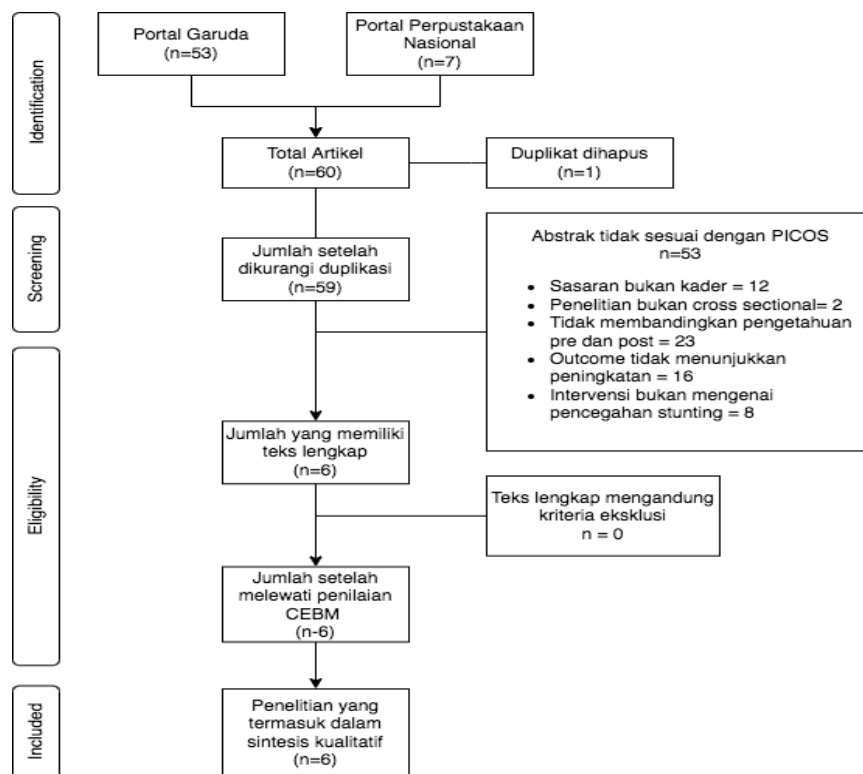 Identification
Portal Garuda
(n=53)
Portal Perpustakaan
Nasional
(n=7)
Total Artikel
(n=60)
Duplikat dihapus
(n=1)
Screening
Jumlah setelah
dikurangi duplikasi
(n=59)
Abstrak tidak sesuai dengan PICOS
n=53
• Sasaran bukan kader = 12
• Penelitian bukan cross sectional= 2
• Tidak membandingkan pengetahuan
pre dan post = 23
• Outcome tidak menunjukkan
peningkatan = 16
• Intervensi bukan mengenai
pencegahan stunting = 8
Eligibility
Jumlah yang memiliki
teks lengkap
(n=6)
Teks lengkap mengandung
kriteria eksklusi
n = 0
Jumlah setelah
melewati penilaian
CEBM
(n-6)
Included
Penelitian yang
termasuk dalam
sintesis kualitatif
(n=6)